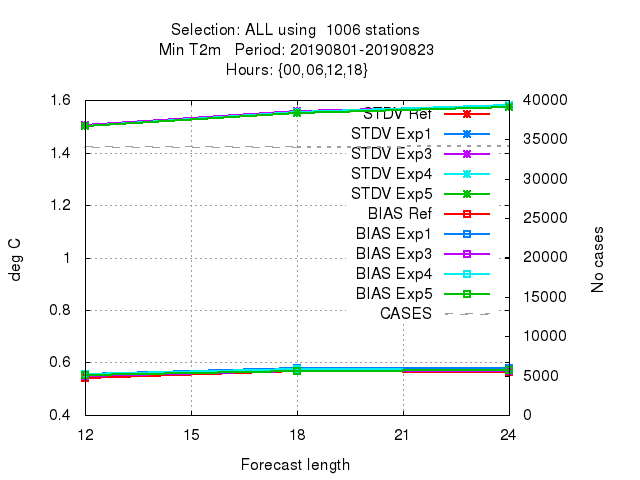 Selection: ALL using 1006 stations
Min T2m Period: 20190801-20190823
Hours: {00,06,12,18}
1.6
1.4
1.2
1
0.8
0.6
0.4
deg C
STDV Ref
STDV Exp1
STDV Exp3
STDV Exp4
STDV Exp5
BIAS Ref
BIAS Exp1
BIAS Exp3
BIAS Exp4
BIAS Exp5
CASES
40000
35000
30000
25000
20000
15000
10000
5000
0
No cases
12 15 18 21 24
Forecast length